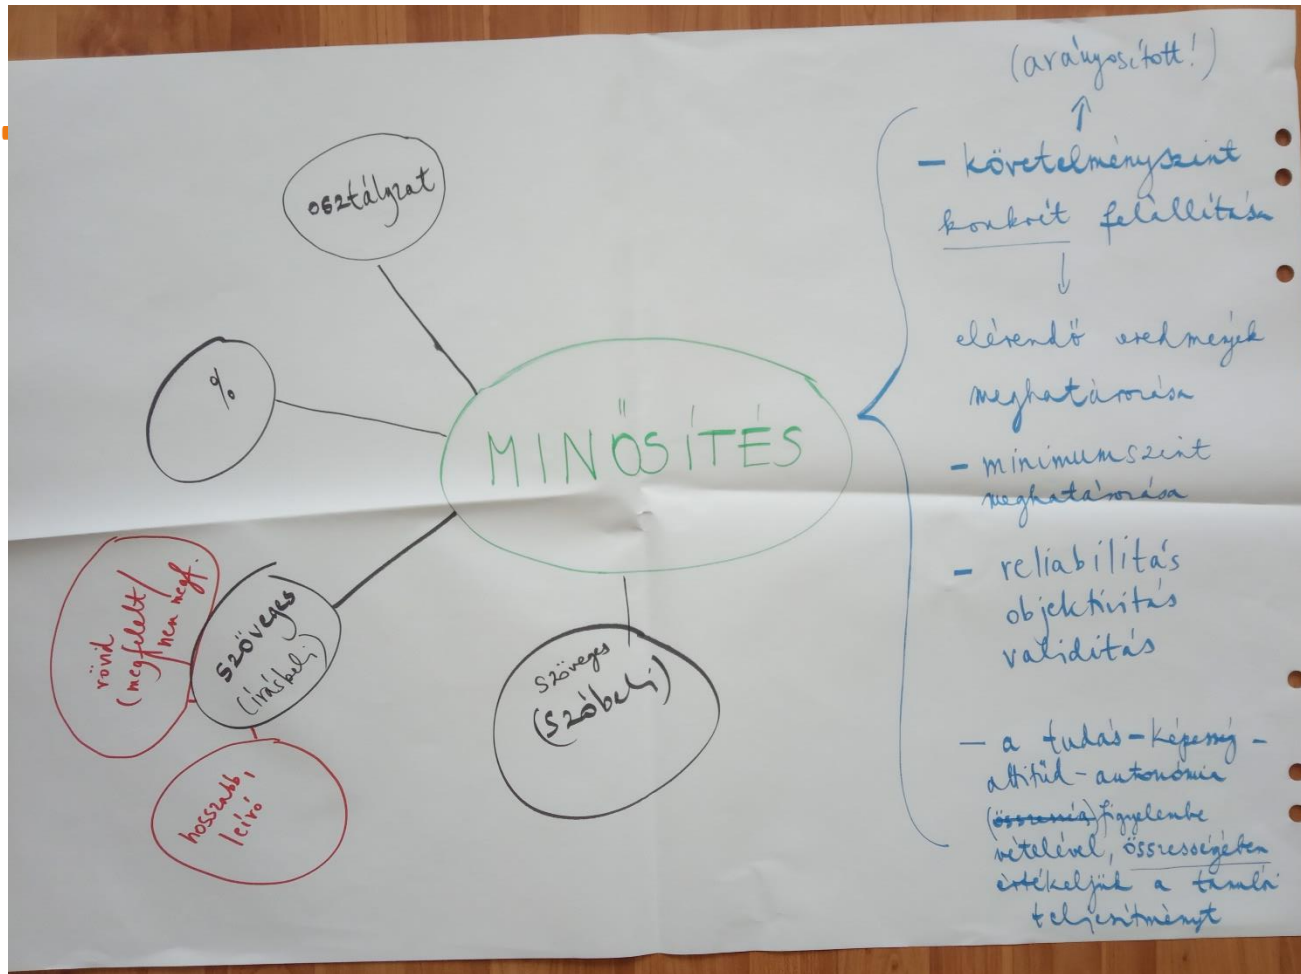 osztályzat
%
MINŐSÍTÉS
rövid
(megfelelt/
nem megf.
szöveges
(írásbeli)
hosszabb,
leíró
szöveges
(szóbeli)
(arányosított!)
- követelményszint
konkrét felállítása
elérendő eredmények
meghatározása
- minimumszint
meghatározása
- reliabilitás
objektivitás
validitás
- a tudás-képesség-
attitűd-autonómia
figyelembe
vételével, összességében
értékeljük a tanulói
teljesítményt